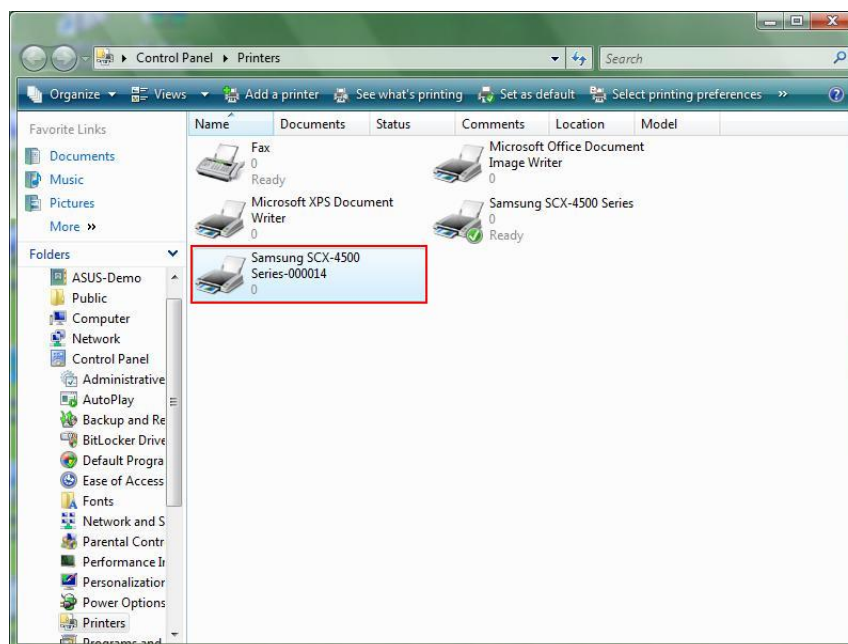 Control Panel
Printers
Search
Organize
Views
Add a printer
See what's printing
Set as default
Select printing preferences
»
Name
Documents
Status
Comments
Location
Model
Favorite Links
Documents
Music
Pictures
More »
Folders
ASUS-Demo
Public
Computer
Network
Control Panel
Administrative
AutoPlay
Backup and Re
BitLocker Drive
Default Progra
Ease of Access
Fonts
Network and S
Parental Contr
Performance In
Personalization
Power Options
Printers
Programs and
Fax
0
Ready
Microsoft Office Document
Image Writer
0
Microsoft XPS Document
Writer
0
Samsung SCX-4500 Series
0
Ready
Samsung SCX-4500
Series-000014
0